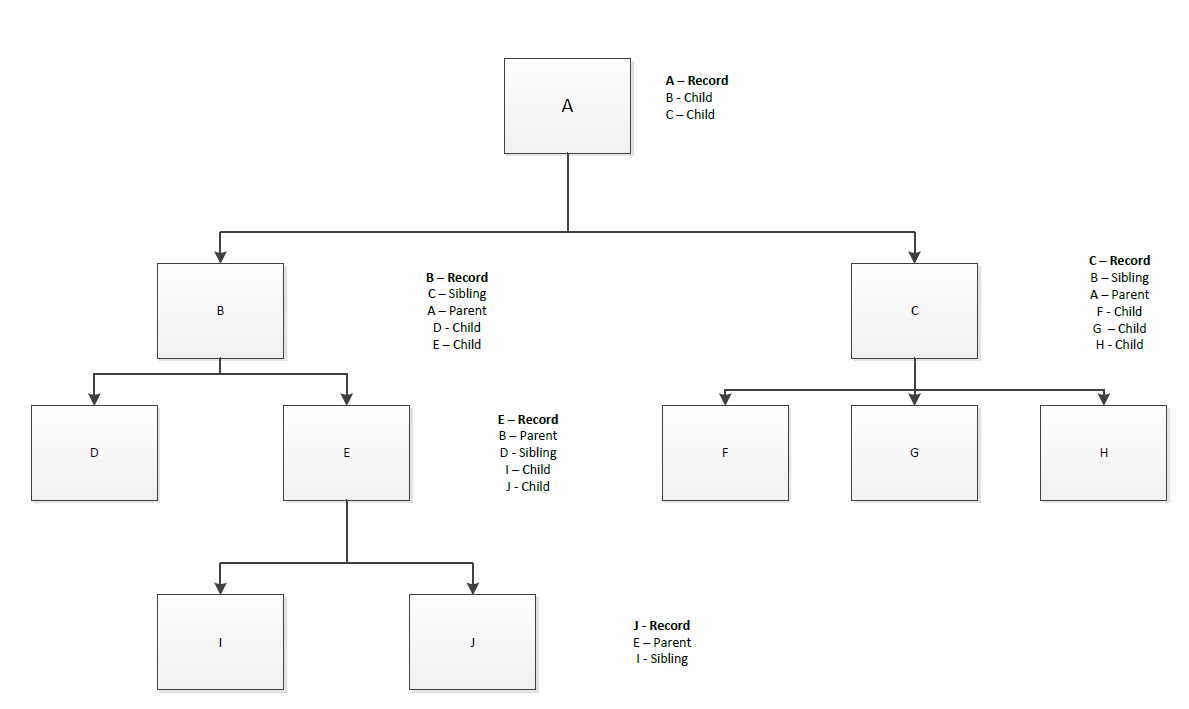 A
A – Record
B - Child
C – Child
B
B – Record
C – Sibling
A – Parent
D - Child
E – Child
C
C – Record
B – Sibling
A – Parent
F - Child
G – Child
H - Child
D
E
E – Record
B – Parent
D - Sibling
I – Child
J - Child
F
G
H
I
J
J - Record
E – Parent
I - Sibling